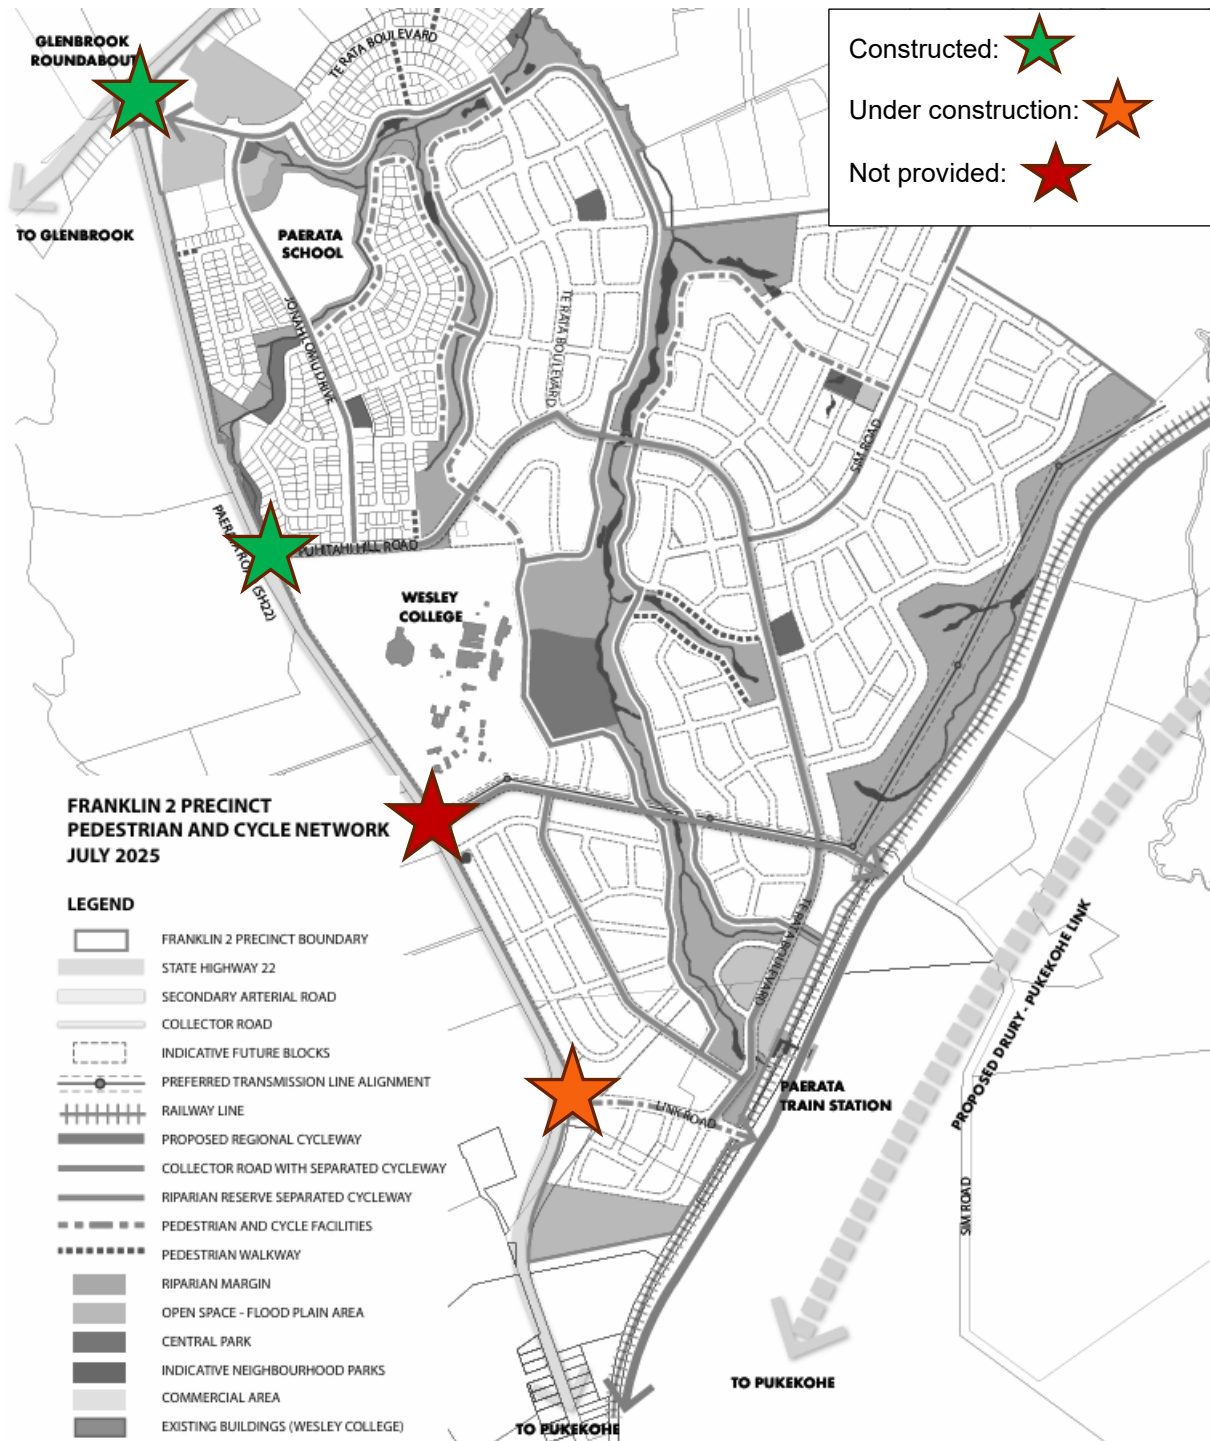 GLENBROOK
ROUNDABOUT
TE RATA BOULEVARD
Constructed:
Under construction:
Not provided:
TO GLENBROOK
PAERATA
SCHOOL
JONAH LOMU DRIVE
TE RATA BOULEVARD
SIM ROAD
PUHITAHI HILL ROAD
(SH22)
WESLEY
COLLEGE
FRANKLIN 2 PRECINCT
PEDESTRIAN AND CYCLE NETWORK
JULY 2025
LEGEND
FRANKLIN 2 PRECINCT BOUNDARY
STATE HIGHWAY 22
SECONDARY ARTERIAL ROAD
COLLECTOR ROAD
INDICATIVE FUTURE BLOCKS
PREFERRED TRANSMISSION LINE ALIGNMENT
RAILWAY LINE
PROPOSED REGIONAL CYCLEWAY
COLLECTOR ROAD WITH SEPARATED CYCLEWAY
RIPARIAN RESERVE SEPARATED CYCLEWAY
PEDESTRIAN AND CYCLE FACILITIES
PEDESTRIAN WALKWAY
RIPARIAN MARGIN
OPEN SPACE - FLOOD PLAIN AREA
CENTRAL PARK
INDICATIVE NEIGHBOURHOOD PARKS
COMMERCIAL AREA
EXISTING BUILDINGS (WESLEY COLLEGE)
TE RATA BOULEVARD
PROPOSED DRURY - PUKEKOHE LINK
PAERATA
TRAIN STATION
LINK ROAD
SIM ROAD
TO PUKEKOHE
TO PUKEKOHE